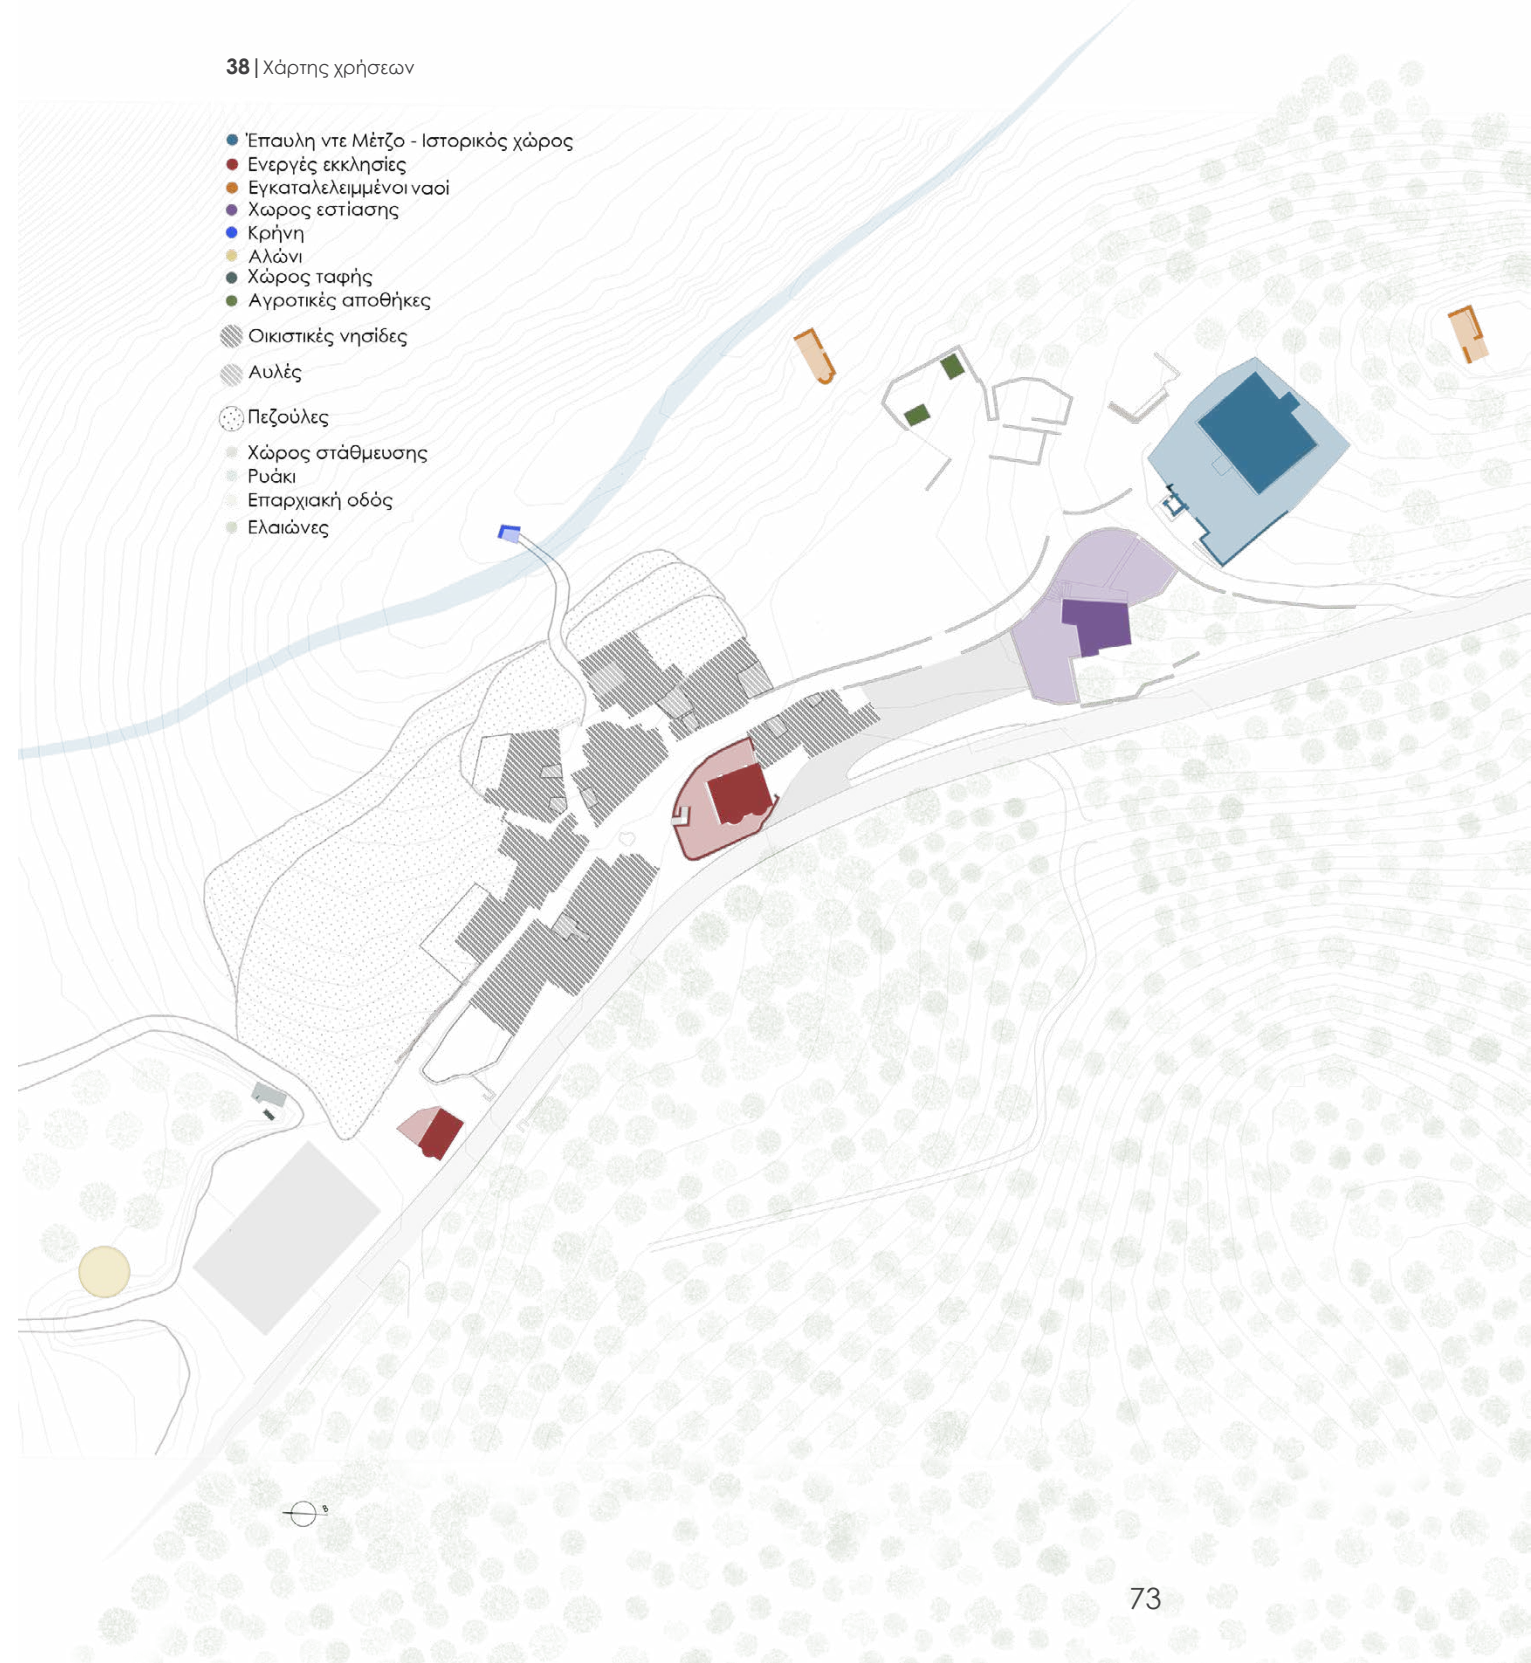 38 | Χάρτης χρήσεων
Έπαυλη ντε Μέτζο - Ιστορικός χώρος
Ενεργές εκκλησίες
Εγκαταλελειμμένοι ναοί
Χωρος εστίασης
Κρήνη
Αλώνι
Χώρος ταφής
Αγροτικές αποθήκες
Οικιστικές νησίδες
Αυλές
Πεζούλες
Χώρος στάθμευσης
Ρυάκι
Επαρχιακή οδός
Ελαιώνες
Β
73